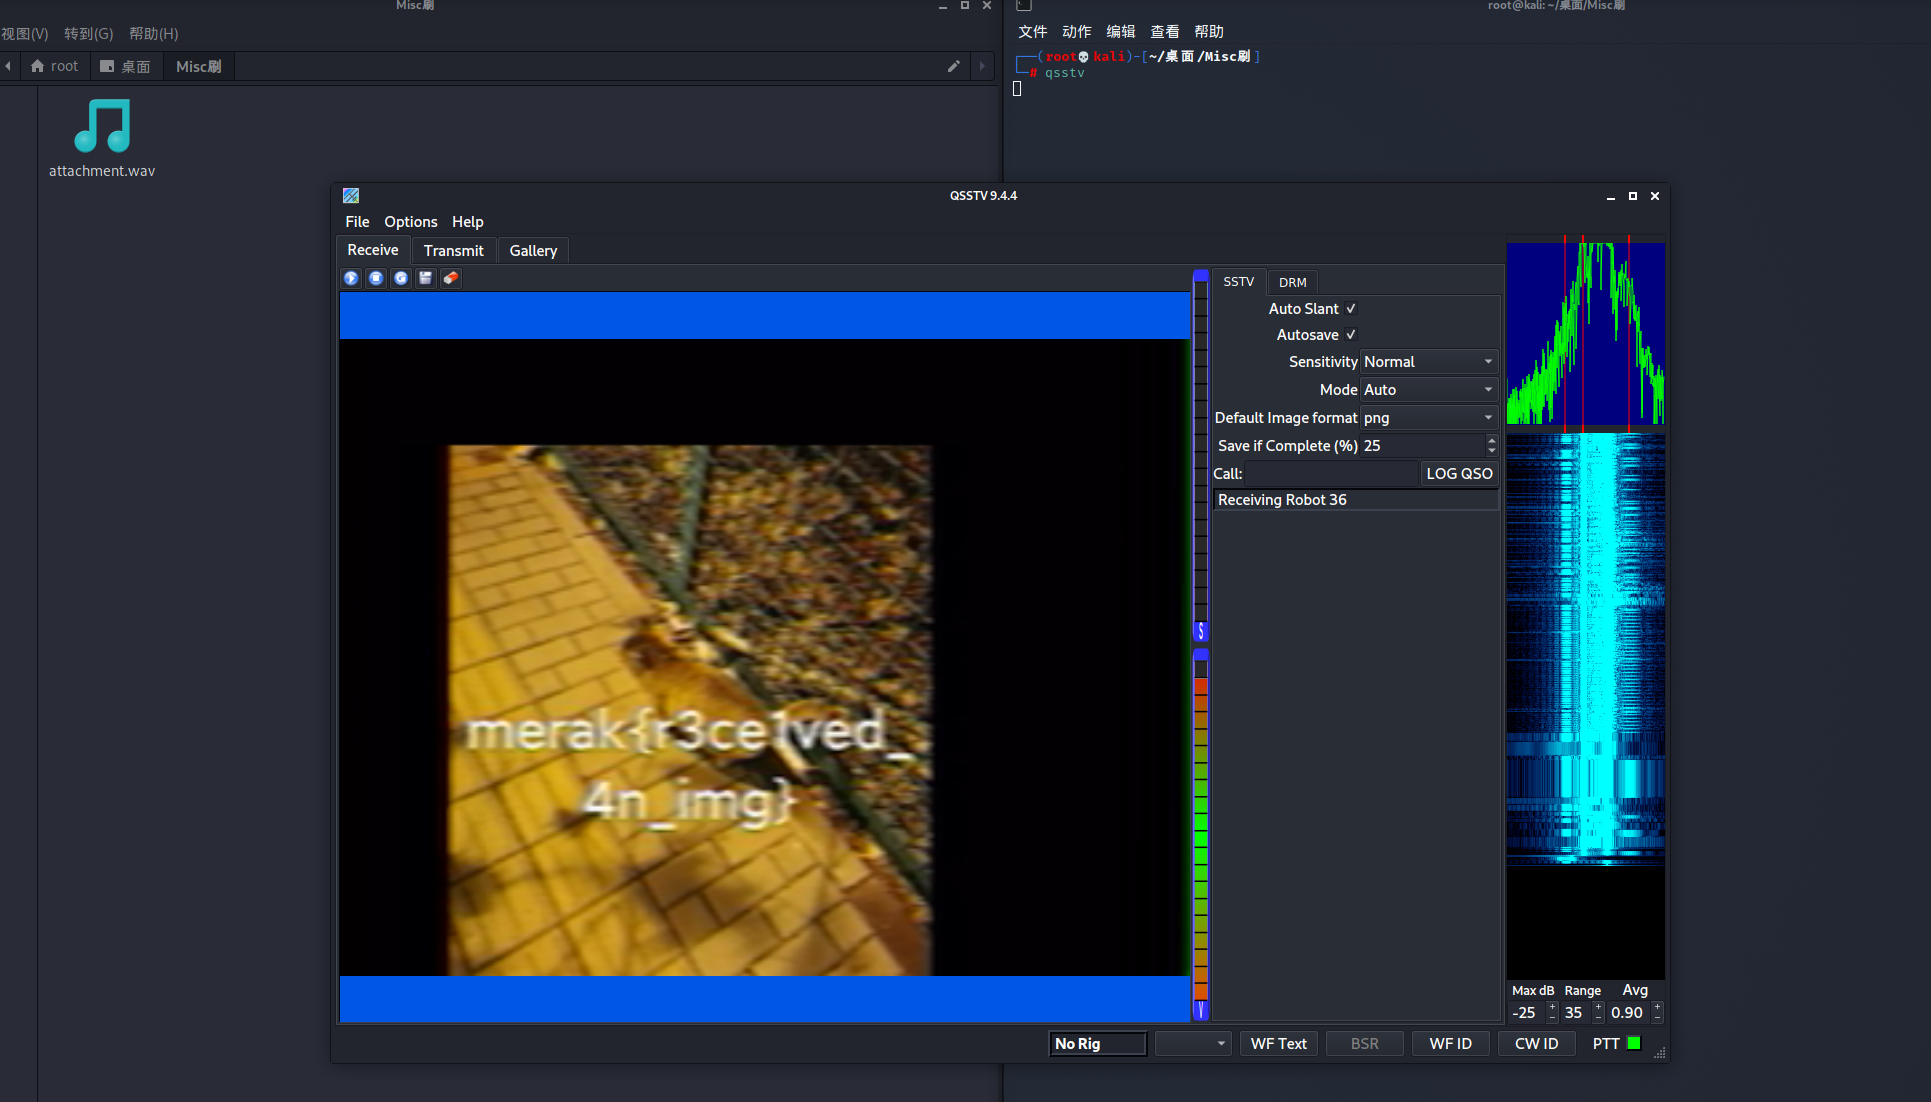 Misc刷
视图(V) 转到(G) 帮助(H)
root 桌面 Misc刷
attachment.wav
root@kali: ~/桌面/Misc刷
文件 动作 编辑 查看 帮助
(root💀kali)-[~/桌面/Misc刷]
# qsstv
QSSTV 9.4.4
File Options Help
Receive Transmit Gallery
merak{r3ce1ved_
4n_img}
S
V
SSTV DRM
Auto Slant
Autosave
Sensitivity Normal
Mode Auto
Default Image format png
Save if Complete (%) 25
Call: LOG QSO
Receiving Robot 36
Max dB Range Avg
-25 35 0.90
No Rig WF Text BSR WF ID CW ID PTT